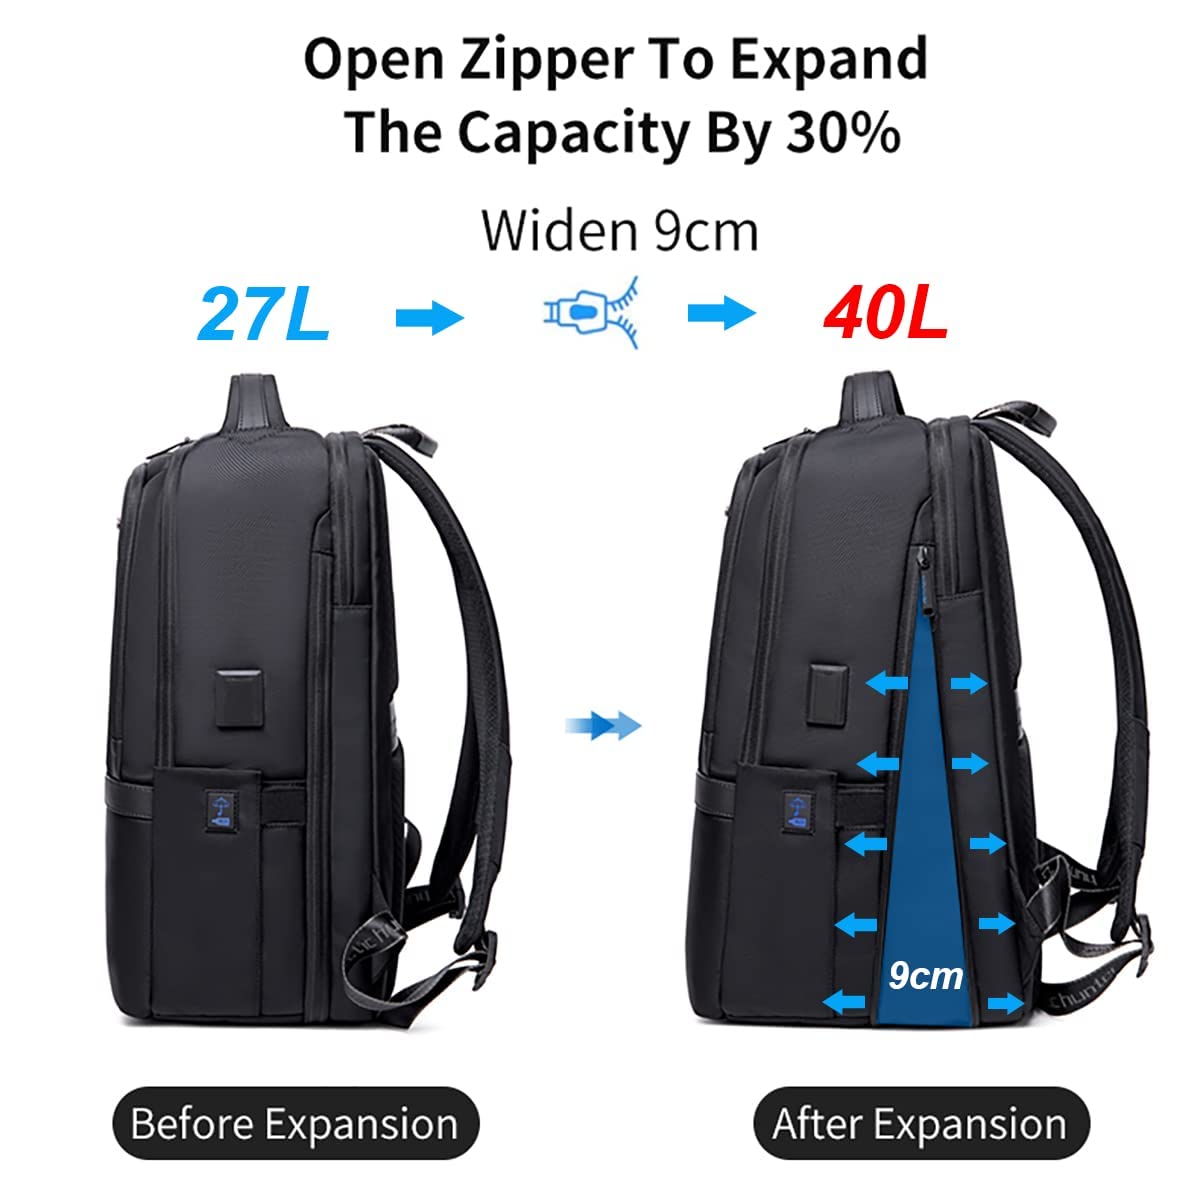 Open Zipper To Expand
The Capacity By 30%
Widen 9cm
27L
40L
9cm
Before Expansion
After Expansion